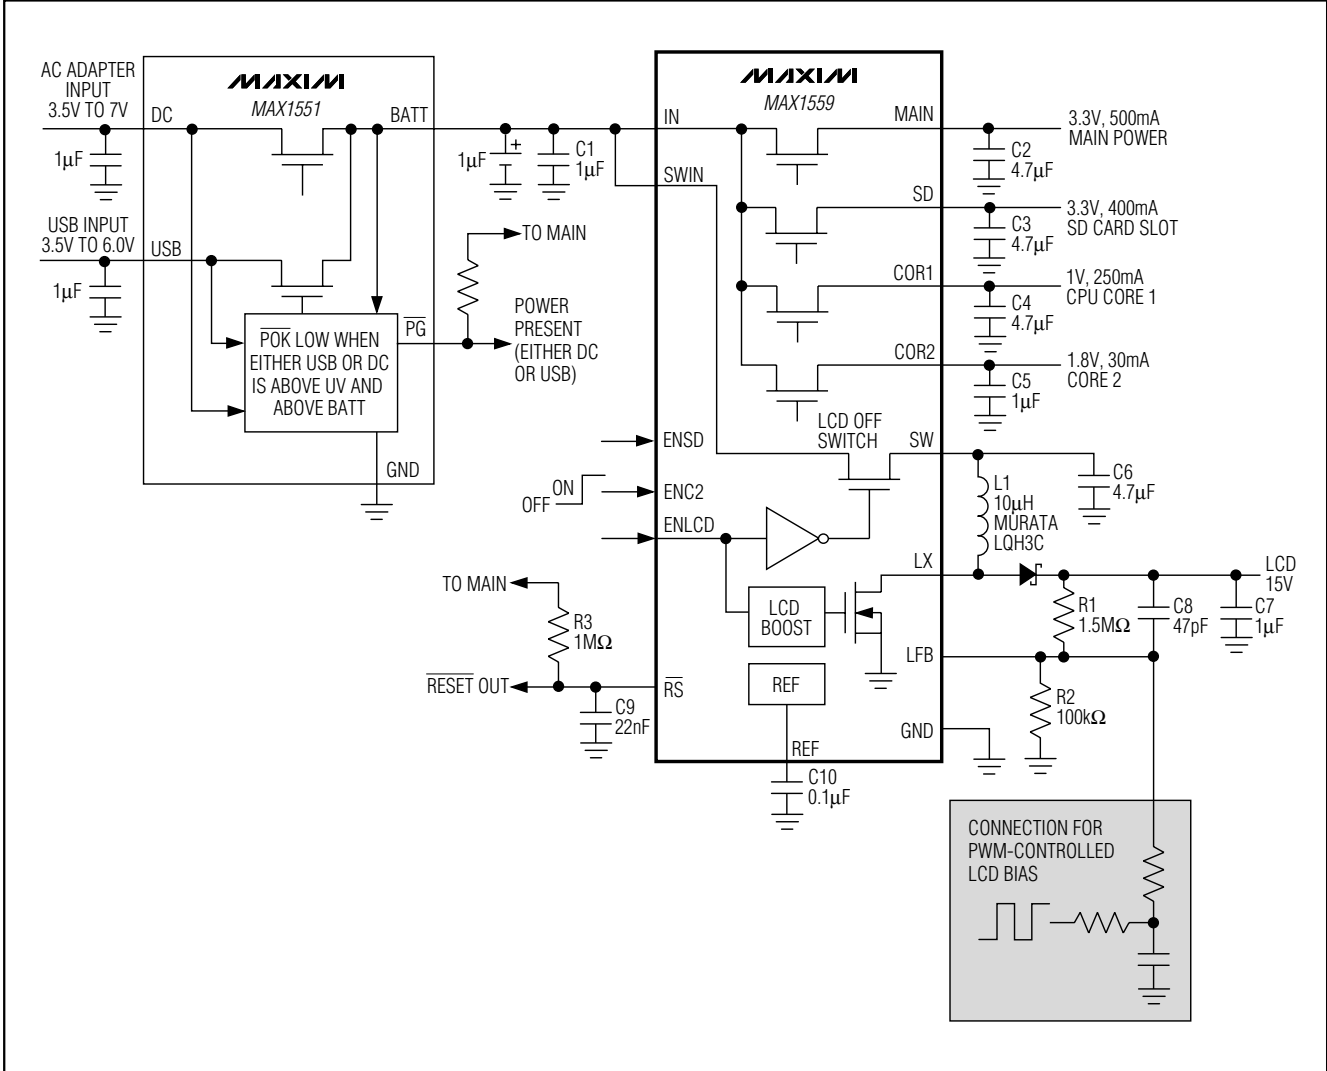 AC ADAPTER
INPUT
3.5V TO 7V
DC
MAXIM
MAX1551
BATT
1µF
USB INPUT
3.5V TO 6.0V
USB
1µF
POK LOW WHEN
EITHER USB OR DC
IS ABOVE UV AND
ABOVE BATT
PG
GND
1µF
+
C1
1µF
TO MAIN
POWER
PRESENT
(EITHER DC
OR USB)
MAXIM
MAX1559
IN
SWIN
MAIN
3.3V, 500mA
MAIN POWER
C2
4.7µF
SD
3.3V, 400mA
SD CARD SLOT
C3
4.7µF
COR1
1V, 250mA
CPU CORE 1
C4
4.7µF
COR2
1.8V, 30mA
CORE 2
C5
1µF
LCD OFF
SWITCH
SW
ENSD
ON
OFF
ENC2
ENLCD
L1
10µH
MURATA
LQH3C
C6
4.7µF
LX
LCD
15V
LCD
BOOST
R1
1.5MΩ
C8
47pF
C7
1µF
LFB
TO MAIN
R3
1MΩ
RESET OUT
RS
C9
22nF
REF
REF
C10
0.1µF
R2
100kΩ
GND
CONNECTION FOR
PWM-CONTROLLED
LCD BIAS